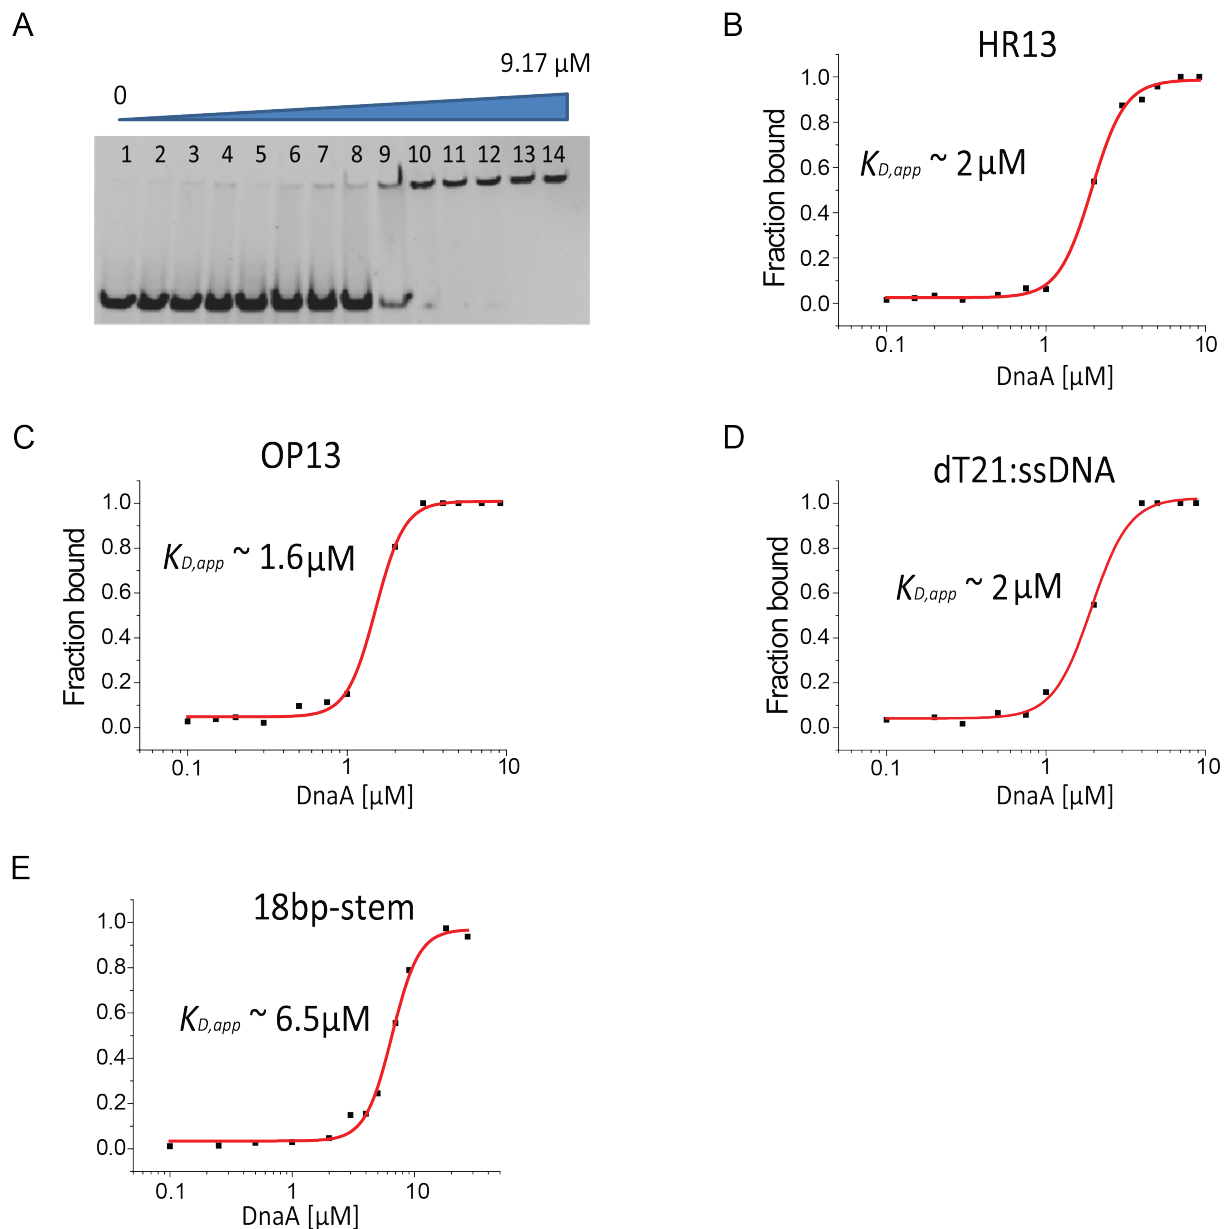 A
0
9.17 µM
1 2 3 4 5 6 7 8 9 10 11 12 13 14
B
HR13
K D,app ~ 2 µM
Fraction bound
1.0
0.8
0.6
0.4
0.2
0.0
0.1 1 10
DnaA [µM]
C
OP13
K D,app ~ 1.6 µM
Fraction bound
1.0
0.8
0.6
0.4
0.2
0.0
0.1 1 10
DnaA [µM]
D
dT21:ssDNA
K D,app ~ 2 µM
Fraction bound
1.0
0.8
0.6
0.4
0.2
0.0
0.1 1 10
DnaA [µM]
E
18bp-stem
K D,app ~ 6.5µM
1.0
0.8
0.6
0.4
0.2
0.0
0.1 1 10
DnaA [µM]